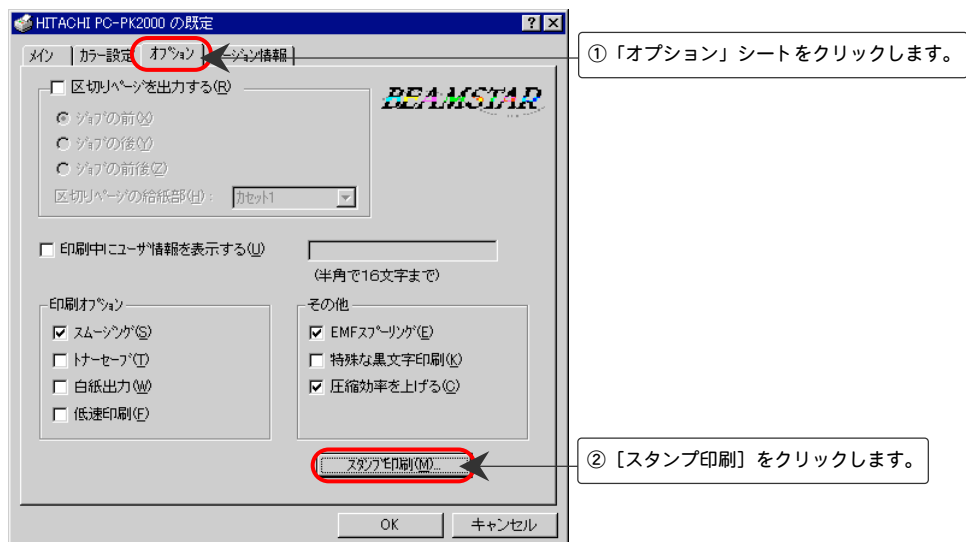 HITACHI PC-PK2000 の既定
メイン カラー設定 オプション バージョン情報
①「オプション」シートをクリックします。
区切りページを出力する(R)
BEAMSTAR
ジョブの前(X)
ジョブの後(Y)
ジョブの前後(Z)
区切りページの給紙部(H): カセット1
印刷中にユーザ情報を表示する(U)
(半角で16文字まで)
印刷オプション
スムージング(S)
トナーセーブ(T)
白紙出力(W)
低速印刷(F)
その他
EMFスプーリング(E)
特殊な黒文字印刷(K)
圧縮効率を上げる(C)
スタンプを印刷(M)...
②［スタンプ印刷］をクリックします。
OK キャンセル